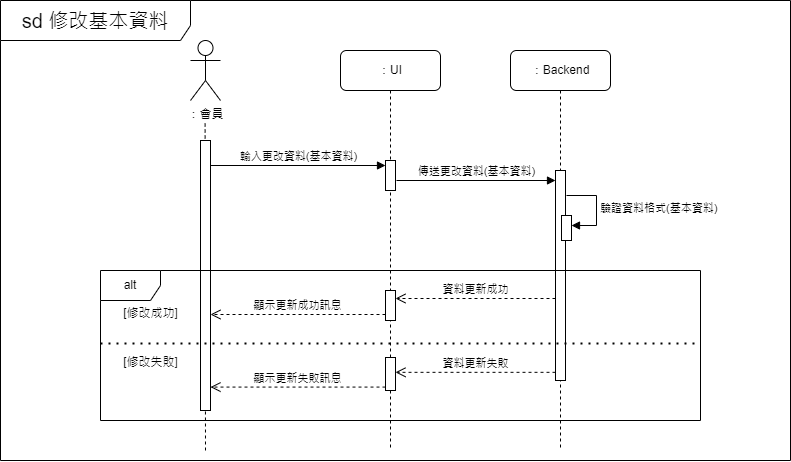 sd 修改基本資料
：會員
：UI
：Backend
輸入更改資料(基本資料)
傳送更改資料(基本資料)
驗證資料格式(基本資料)
alt
資料更新成功
顯示更新成功訊息
[修改成功]
[修改失敗]
資料更新失敗
顯示更新失敗訊息